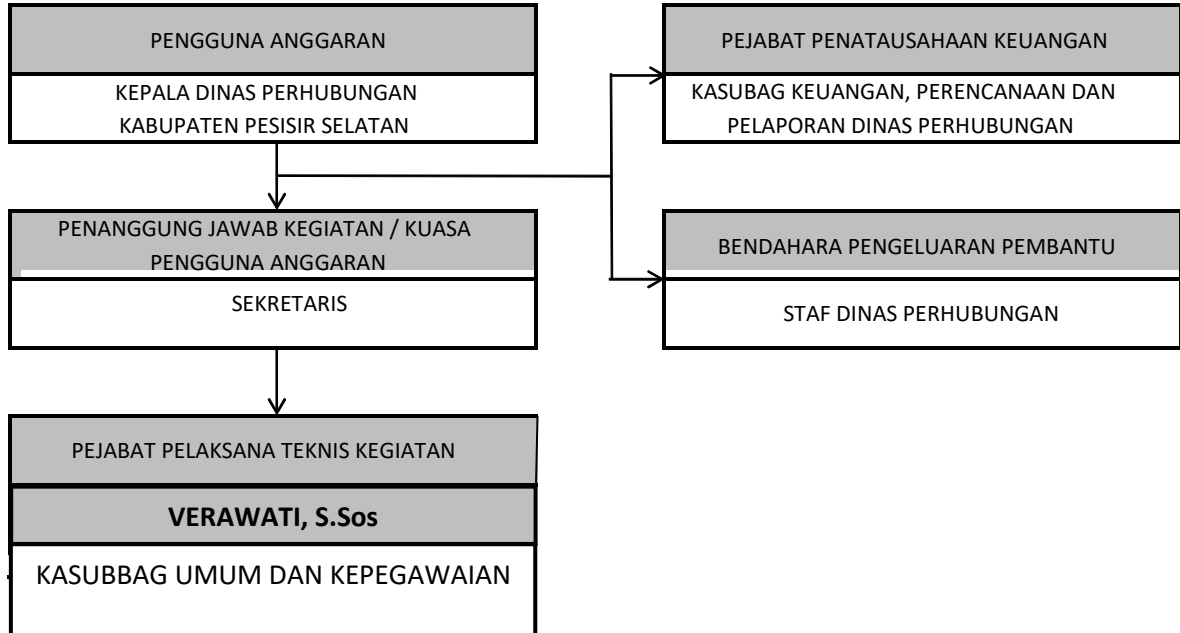 PENGGUNA ANGGARAN
KEPALA DINAS PERHUBUNGAN
KABUPATEN PESISIR SELATAN
PEJABAT PENATAUSAHAAN KEUANGAN
KASUBAG KEUANGAN, PERENCANAAN DAN
PELAPORAN DINAS PERHUBUNGAN
PENANGGUNG JAWAB KEGIATAN / KUASA
PENGGUNA ANGGARAN
SEKRETARIS
BENDAHARA PENGELUARAN PEMBANTU
STAF DINAS PERHUBUNGAN
PEJABAT PELAKSANA TEKNIS KEGIATAN
VERAWATI, S.Sos
KASUBBAG UMUM DAN KEPEGAWAIAN